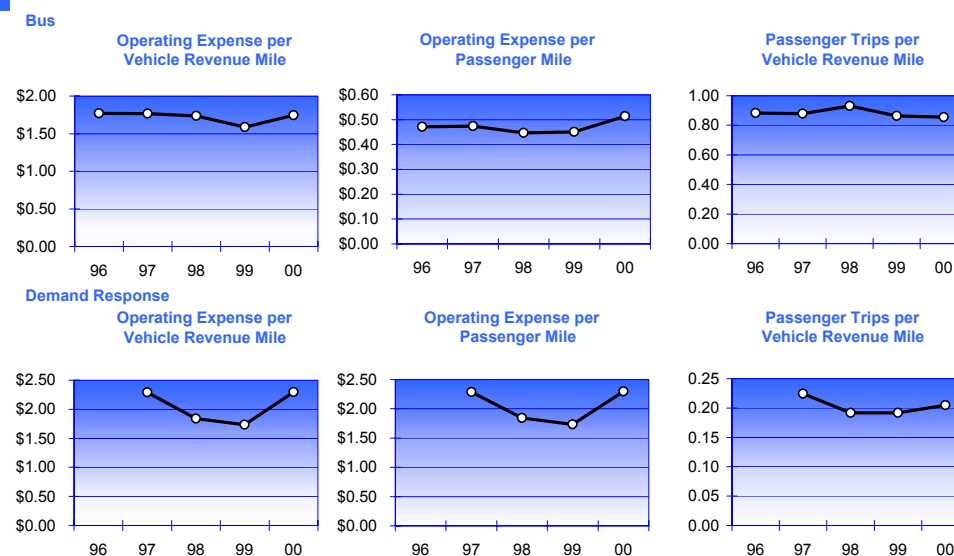 Bus
Operating Expense per
Vehicle Revenue Mile
$2.00
$1.50
$1.00
$0.50
$0.00
96 97 98 99 00
Operating Expense per
Passenger Mile
$0.60
$0.50
$0.40
$0.30
$0.20
$0.10
$0.00
96 97 98 99 00
Passenger Trips per
Vehicle Revenue Mile
1.00
0.80
0.60
0.40
0.20
0.00
96 97 98 99 00
Demand Response
Operating Expense per
Vehicle Revenue Mile
$2.50
$2.00
$1.50
$1.00
$0.50
$0.00
96 97 98 99 00
Operating Expense per
Passenger Mile
$2.50
$2.00
$1.50
$1.00
$0.50
$0.00
96 97 98 99 00
Passenger Trips per
Vehicle Revenue Mile
0.25
0.20
0.15
0.10
0.05
0.00
96 97 98 99 00